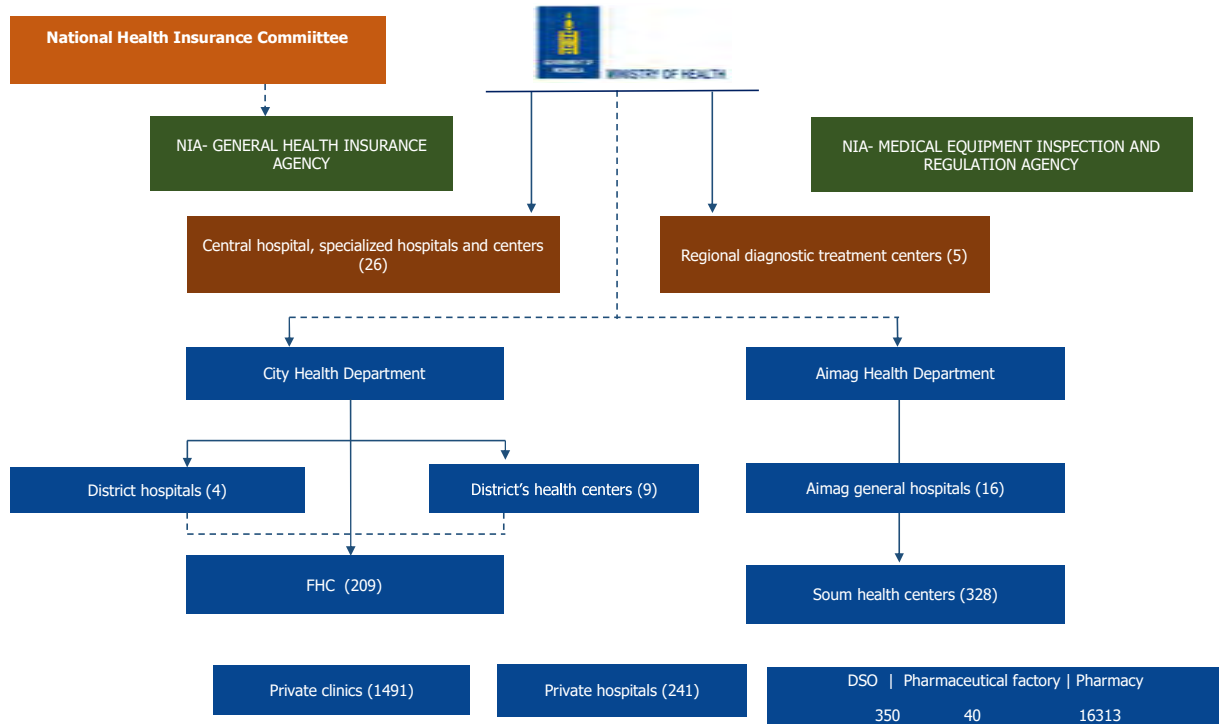 National Health Insurance Commiittee
GOVERNMENT OF
MONGOLIA
MINISTRY OF HEALTH
NIA- GENERAL HEALTH INSURANCE
AGENCY
NIA- MEDICAL EQUIPMENT INSPECTION AND
REGULATION AGENCY
Central hospital, specialized hospitals and centers
(26)
Regional diagnostic treatment centers (5)
City Health Department
Aimag Health Department
District hospitals (4)
District’s health centers (9)
Aimag general hospitals (16)
FHC (209)
Soum health centers (328)
Private clinics (1491)
Private hospitals (241)
DSO | Pharmaceutical factory | Pharmacy
350 40 16313